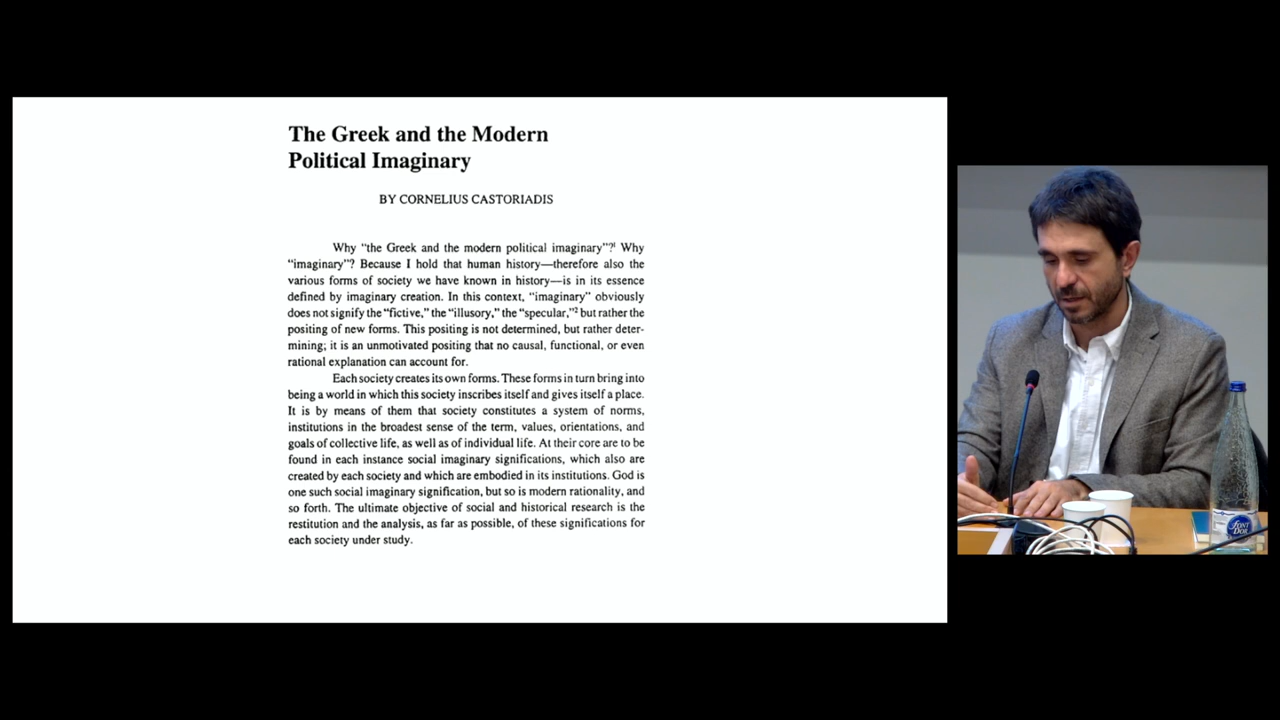 The Greek and the Modern
Political Imaginary
BY CORNELIUS CASTORIADIS
Why “the Greek and the modern political imaginary”?¹ Why
“imaginary”? Because I hold that human history—therefore also the
various forms of society we have known in history—is in its essence
defined by imaginary creation. In this context, “imaginary” obviously
does not signify the “fictive,” the “illusory,” the “specular,”² but rather the
positing of new forms. This positing is not determined, but rather deter-
mining; it is an unmotivated positing that no causal, functional, or even
rational explanation can account for.
Each society creates its own forms. These forms in turn bring into
being a world in which this society inscribes itself and gives itself a place.
It is by means of them that society constitutes a system of norms,
institutions in the broadest sense of the term, values, orientations, and
goals of collective life, as well as of individual life. At their core are to be
found in each instance social imaginary significations, which also are
created by each society and which are embodied in its institutions. God is
one such social imaginary signification, but so is modern rationality, and
so forth. The ultimate objective of social and historical research is the
restitution and the analysis, as far as possible, of these significations for
each society under study.
FONT
DOR